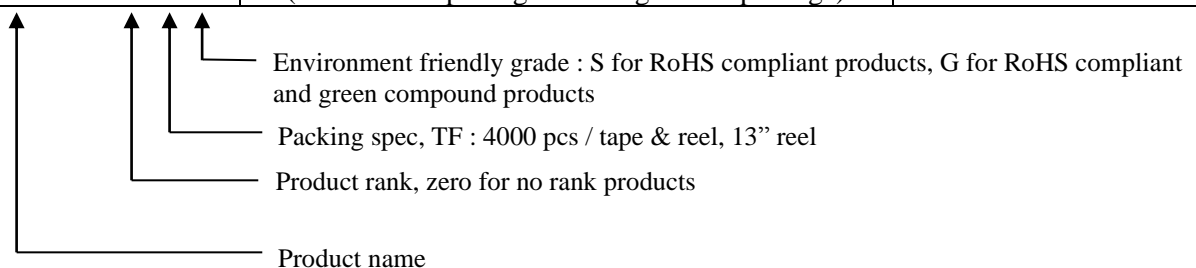 Environment friendly grade : S for RoHS compliant products, G for RoHS compliant
and green compound products
Packing spec, TF : 4000 pcs / tape & reel, 13” reel
Product rank, zero for no rank products
Product name